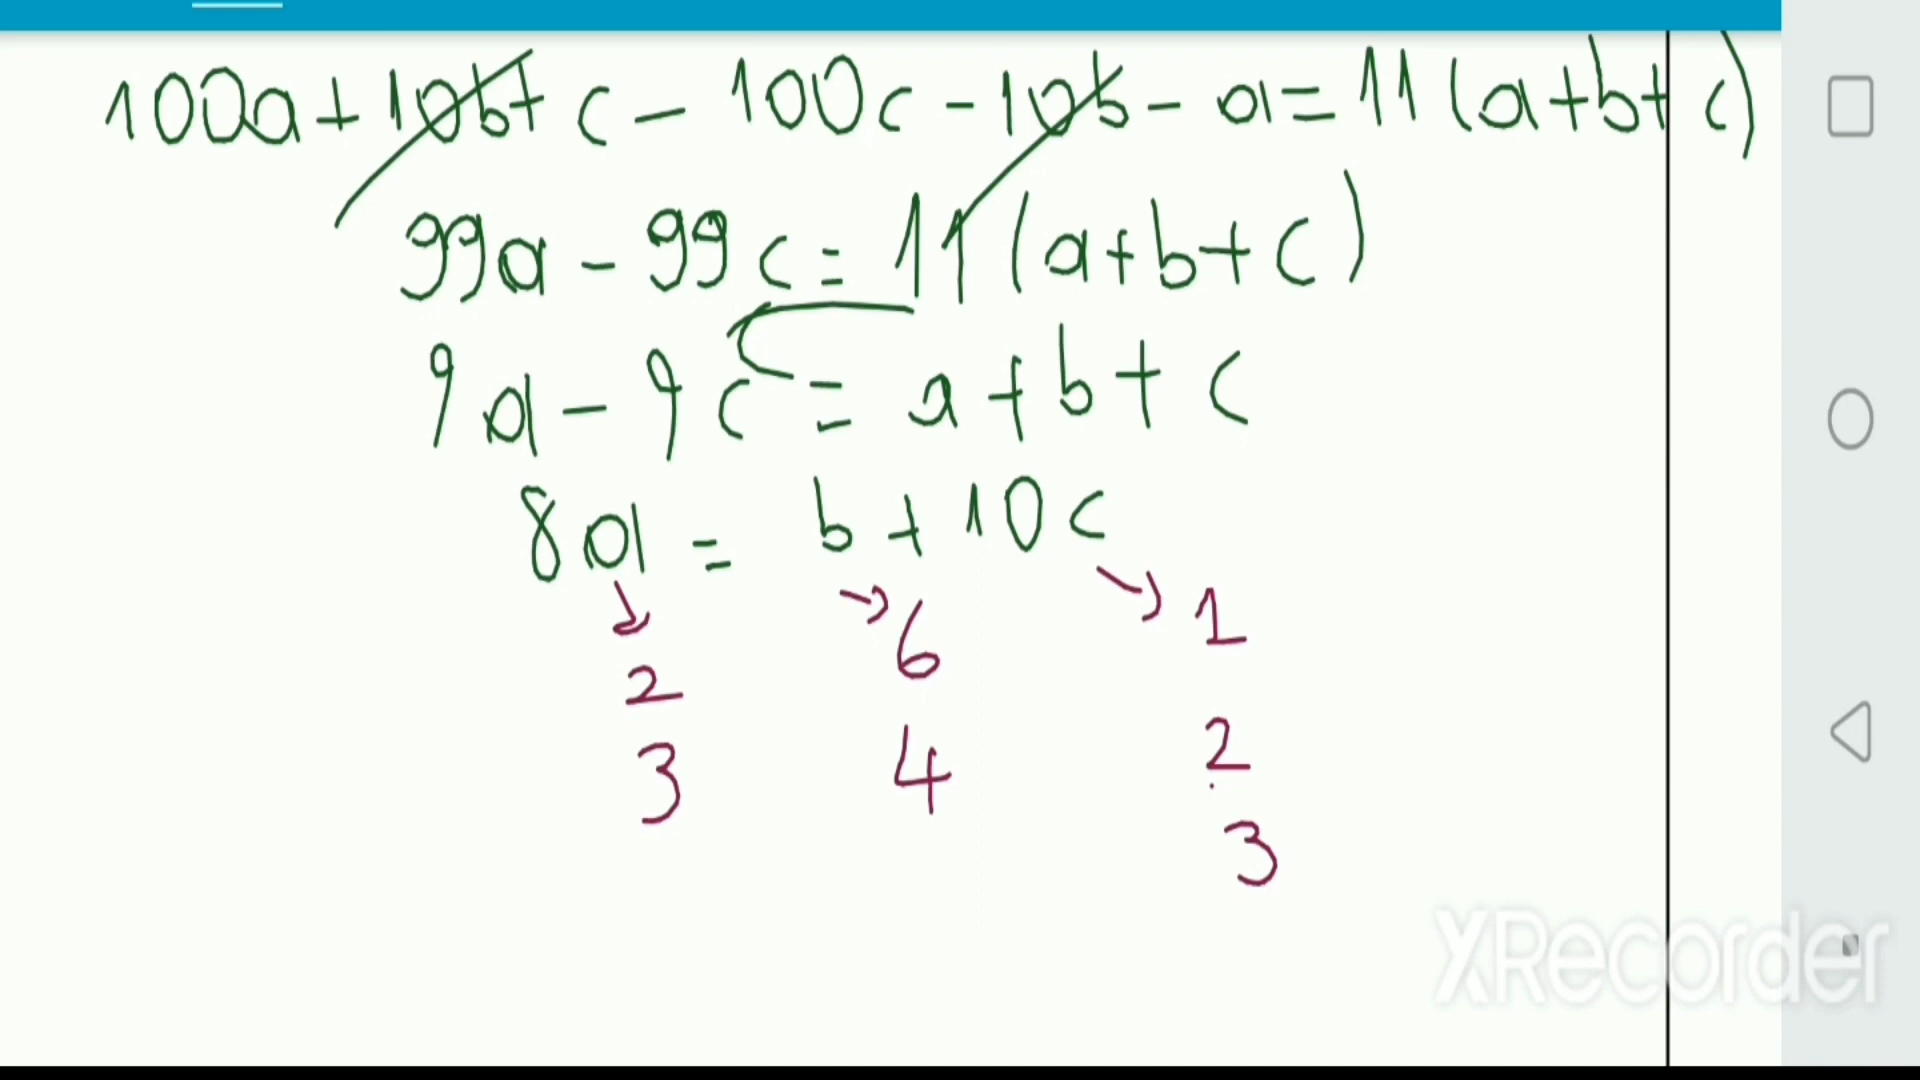 100a+10b+c-100c-10b-a=11(a+b+c)
99a-99c=11(a+b+c)
9a-9c=a+b+c
8a=b+10c
→ → →
2 6 1
3 4 2
3
XRecorder